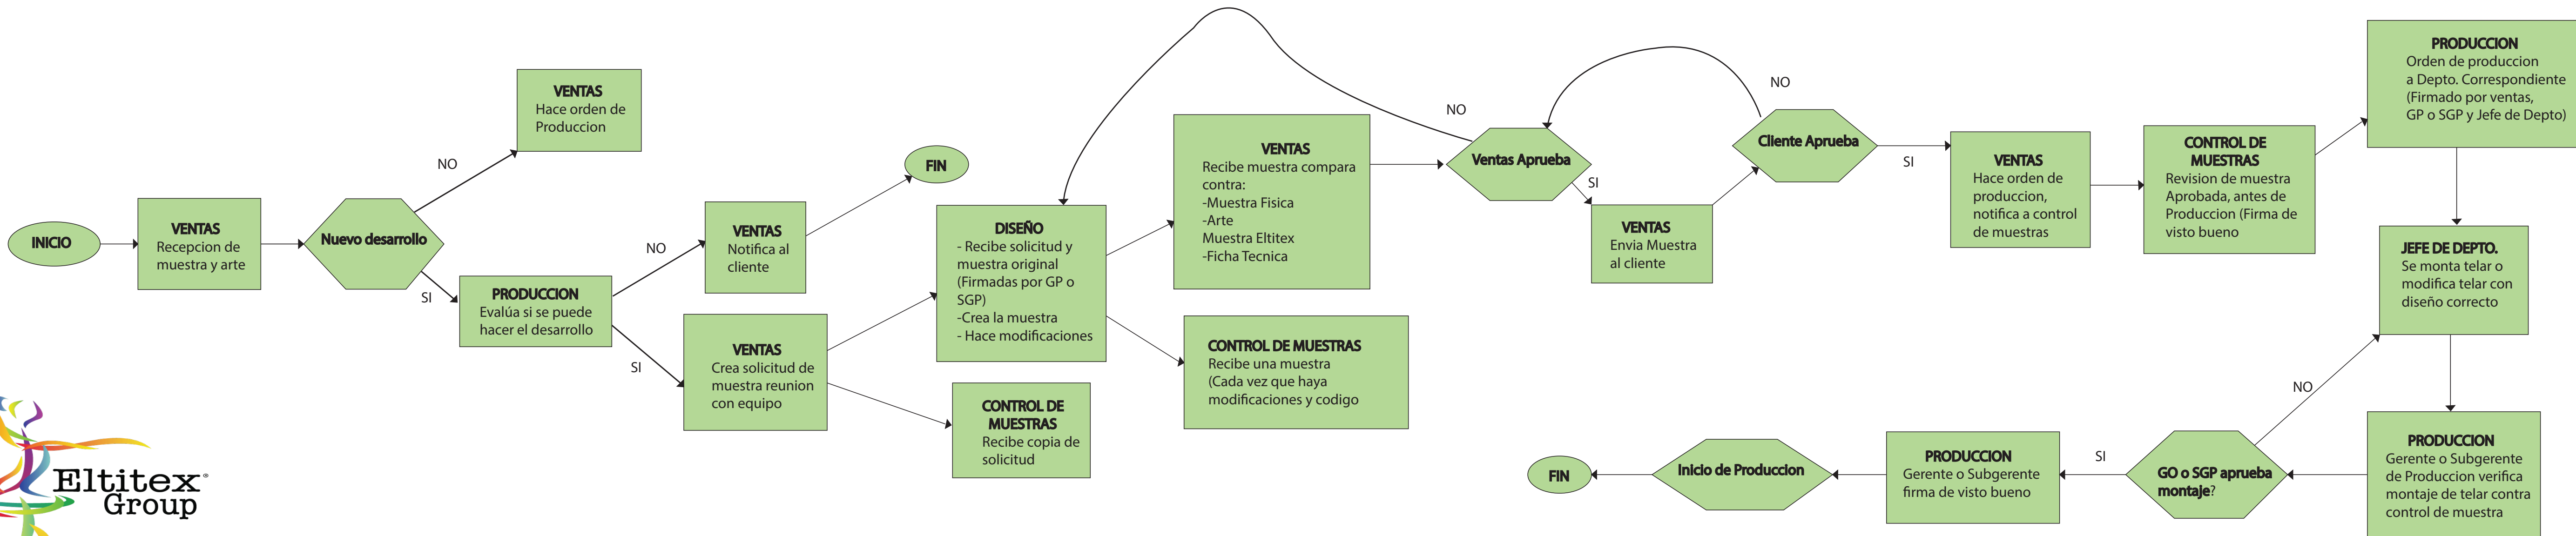 INICIO
VENTAS
Recepcion de
muestra y arte
Nuevo desarrollo
NO
VENTAS
Hace orden de
Produccion
SI
PRODUCCION
Evalúa si se puede
hacer el desarrollo
NO
VENTAS
Notifica al
cliente
FIN
SI
VENTAS
Crea solicitud de
muestra reunion
con equipo
DISEÑO
- Recibe solicitud y
muestra original
(Firmadas por GP o
SGP)
-Crea la muestra
- Hace modificaciones
CONTROL DE
MUESTRAS
Recibe copia de
solicitud
VENTAS
Recibe muestra compara
contra:
-Muestra Fisica
-Arte
Muestra Eltitex
-Ficha Tecnica
CONTROL DE MUESTRAS
Recibe una muestra
(Cada vez que haya
modificaciones y codigo
NO
Ventas Aprueba
SI
VENTAS
Envia Muestra
al cliente
NO
Cliente Aprueba
SI
VENTAS
Hace orden de
produccion,
notifica a control
de muestras
CONTROL DE
MUESTRAS
Revision de muestra
Aprobada, antes de
Produccion (Firma de
visto bueno
PRODUCCION
Orden de produccion
a Depto. Correspondiente
(Firmado por ventas,
GP o SGP y Jefe de Depto)
JEFE DE DEPTO.
Se monta telar o
modifica telar con
diseño correcto
PRODUCCION
Gerente o Subgerente
de Produccion verifica
montaje de telar contra
control de muestra
NO
GO o SGP aprueba
montaje?
SI
PRODUCCION
Gerente o Subgerente
firma de visto bueno
Inicio de Produccion
FIN
Eltitex®
Group